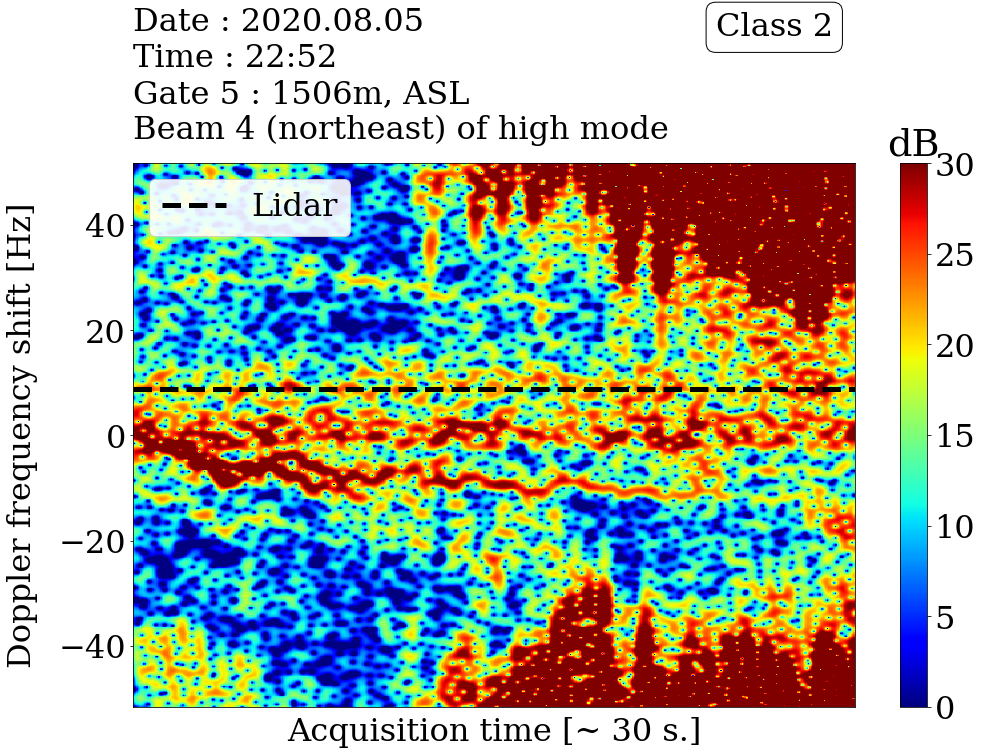 Date : 2020.08.05
Time : 22:52
Gate 5 : 1506m, ASL
Beam 4 (northeast) of high mode
Class 2
dB
Lidar
Doppler frequency shift [Hz]
40
20
0
−20
−40
30
25
20
15
10
5
0
Acquisition time [~ 30 s.]